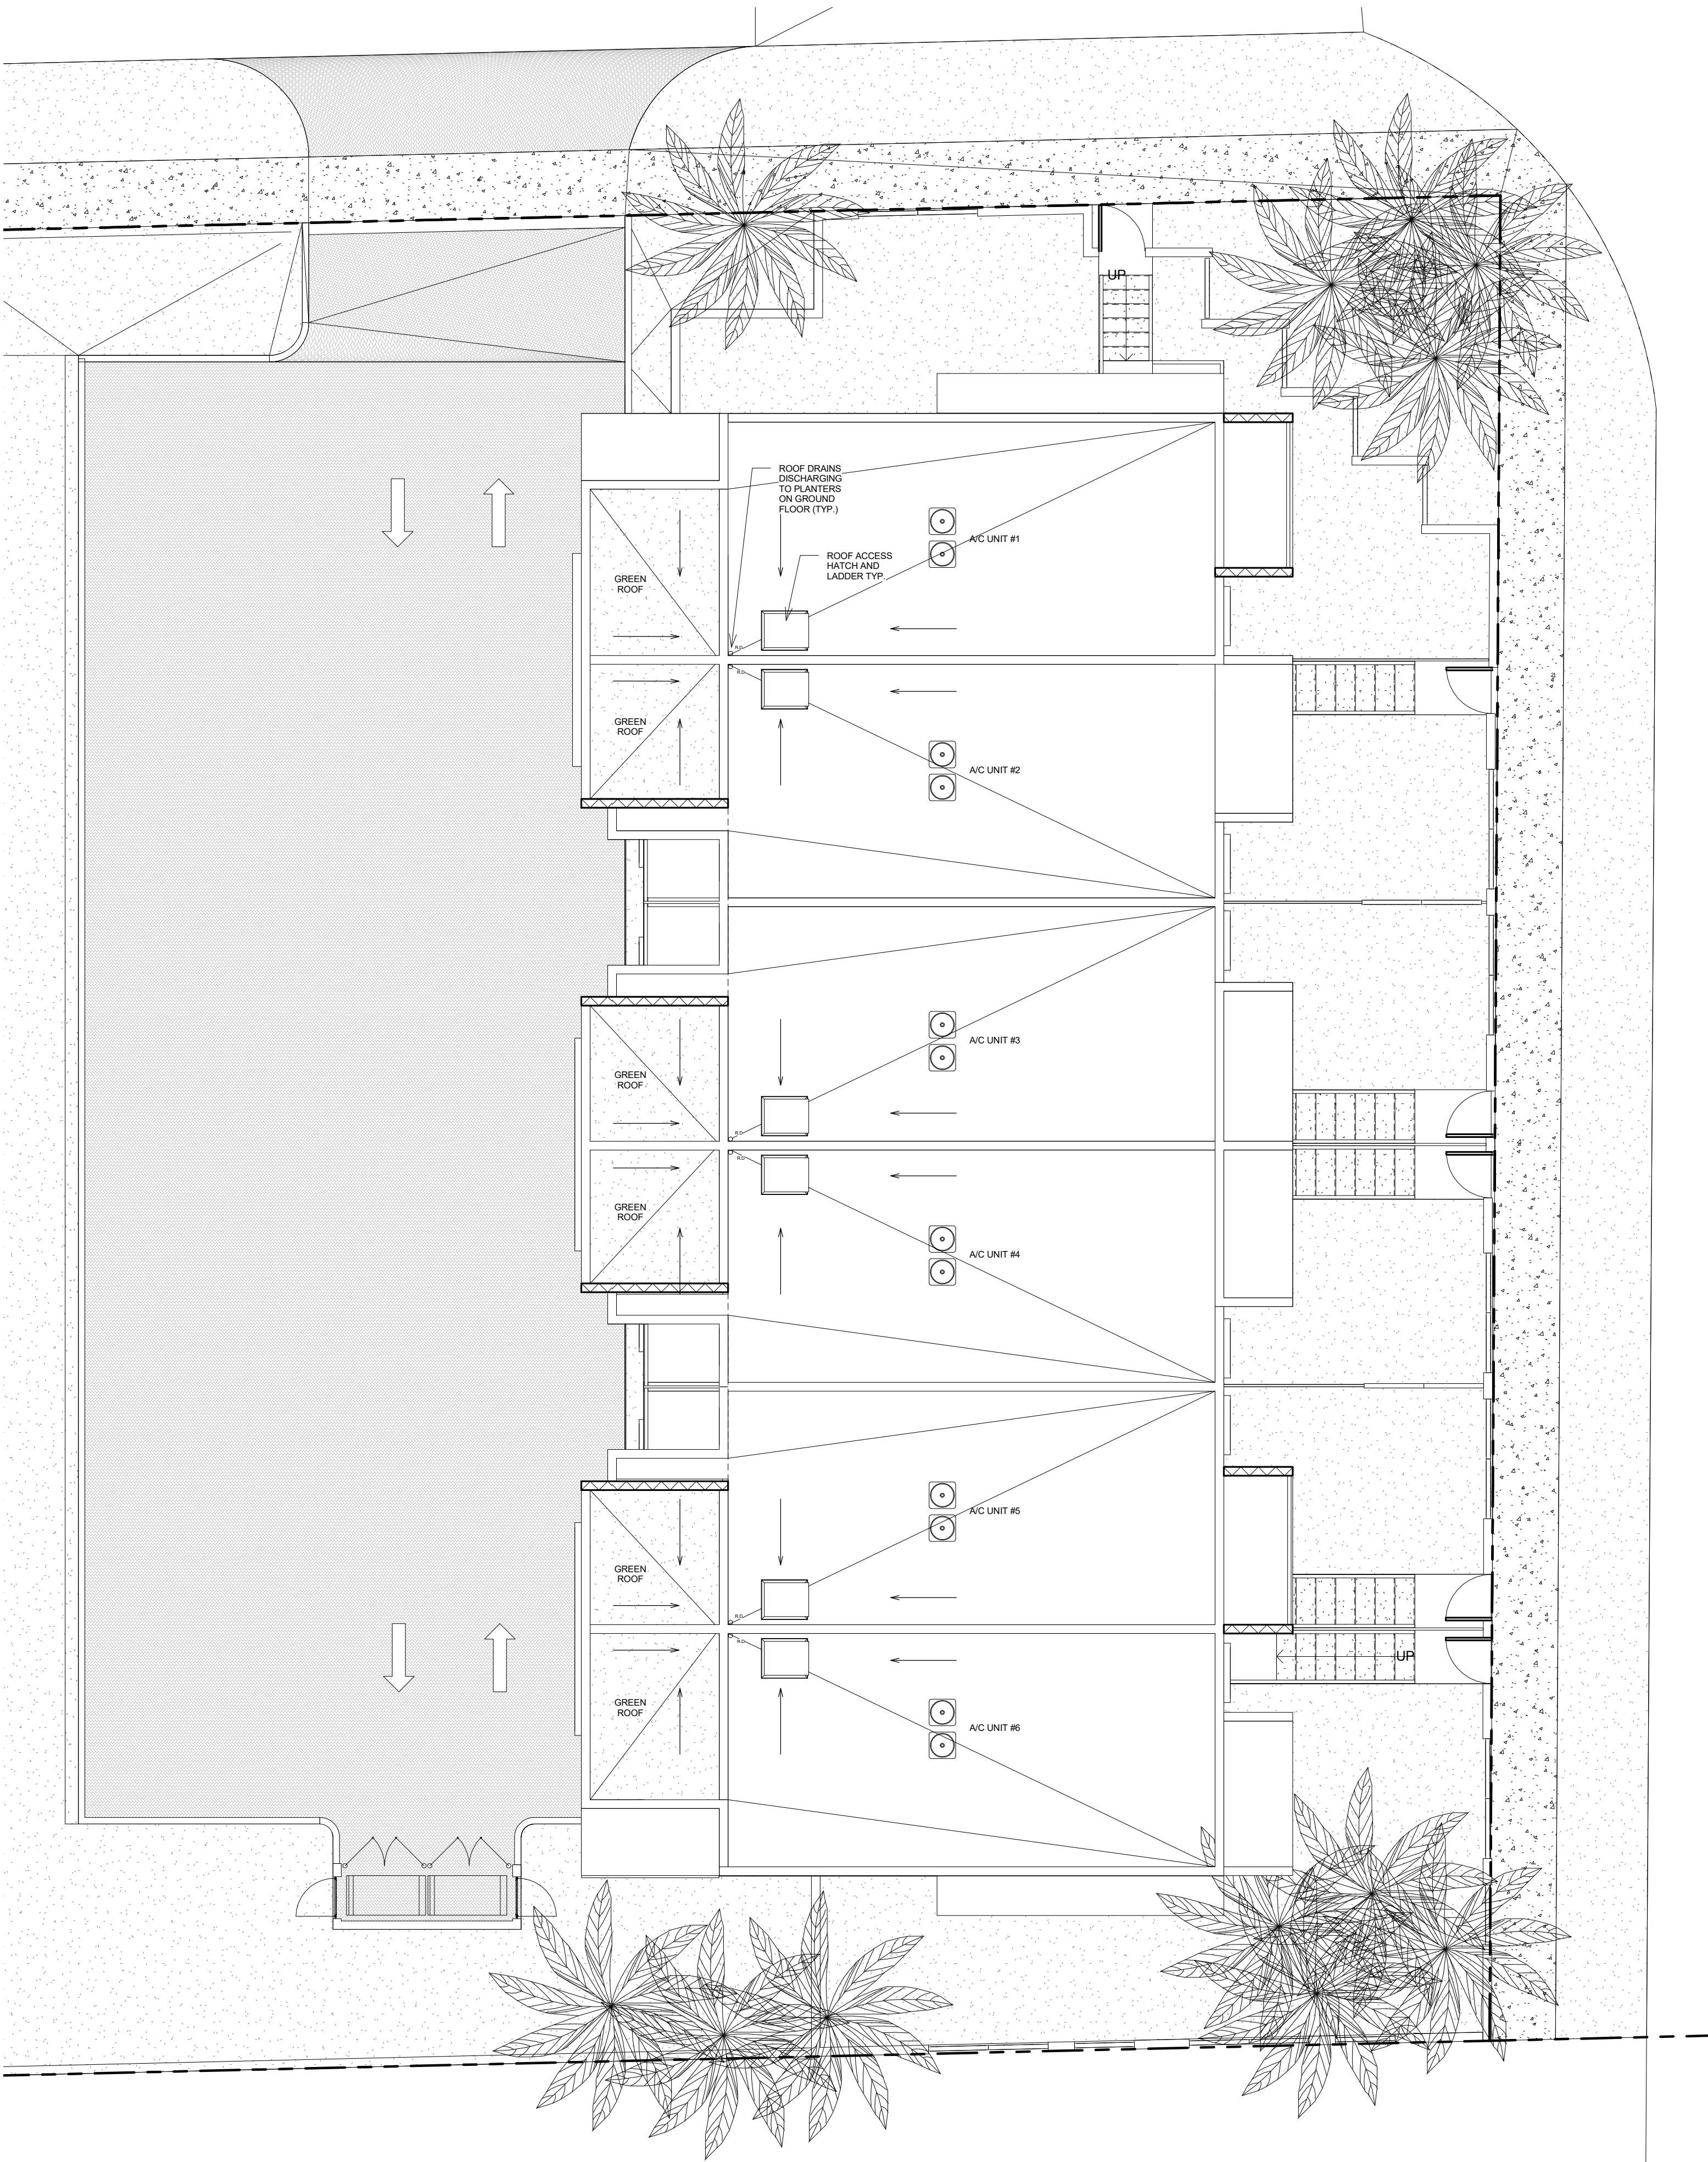 UP
ROOF DRAINS
DISCHARGING
TO PLANTERS
ON GROUND
FLOOR (TYP.)
A/C UNIT #1
ROOF ACCESS
HATCH AND
LADDER TYP.
GREEN
ROOF
R.D.
R.D.
GREEN
ROOF
A/C UNIT #2
A/C UNIT #3
GREEN
ROOF
R.D.
R.D.
GREEN
ROOF
A/C UNIT #4
A/C UNIT #5
GREEN
ROOF
R.D.
R.D.
UP
GREEN
ROOF
A/C UNIT #6